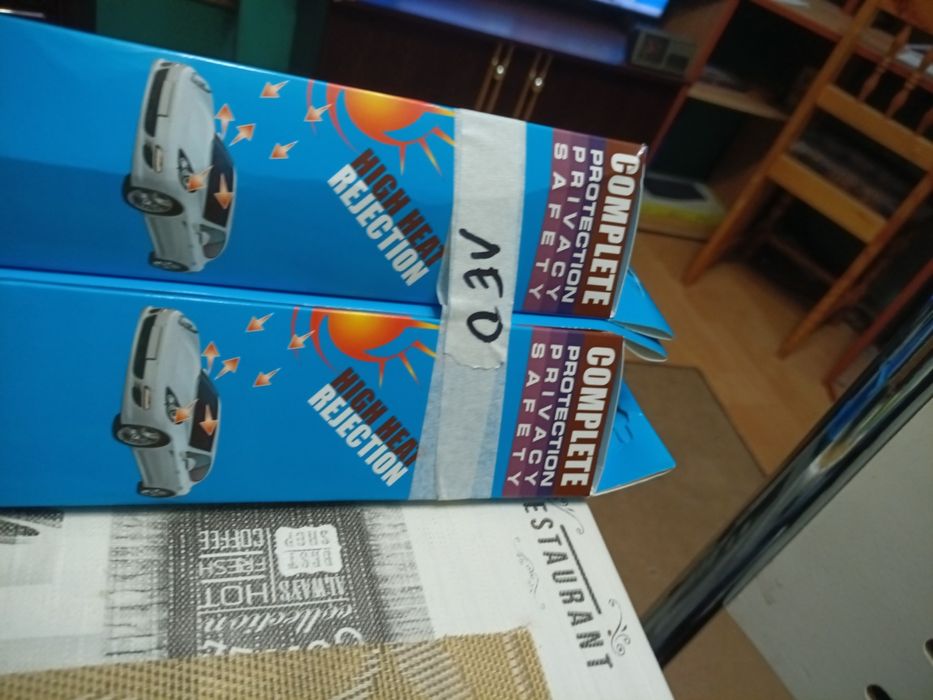 HIGH HEAT
REJECTION
COMPLETE
PROTECTION
PRIVACY
SAFETY
NEO
HIGH HEAT
REJECTION
COMPLETE
PROTECTION
PRIVACY
SAFETY
RESTAURANT
BEST
SHOP
FRESH
COFFEE
ALWAYS HOT
collection